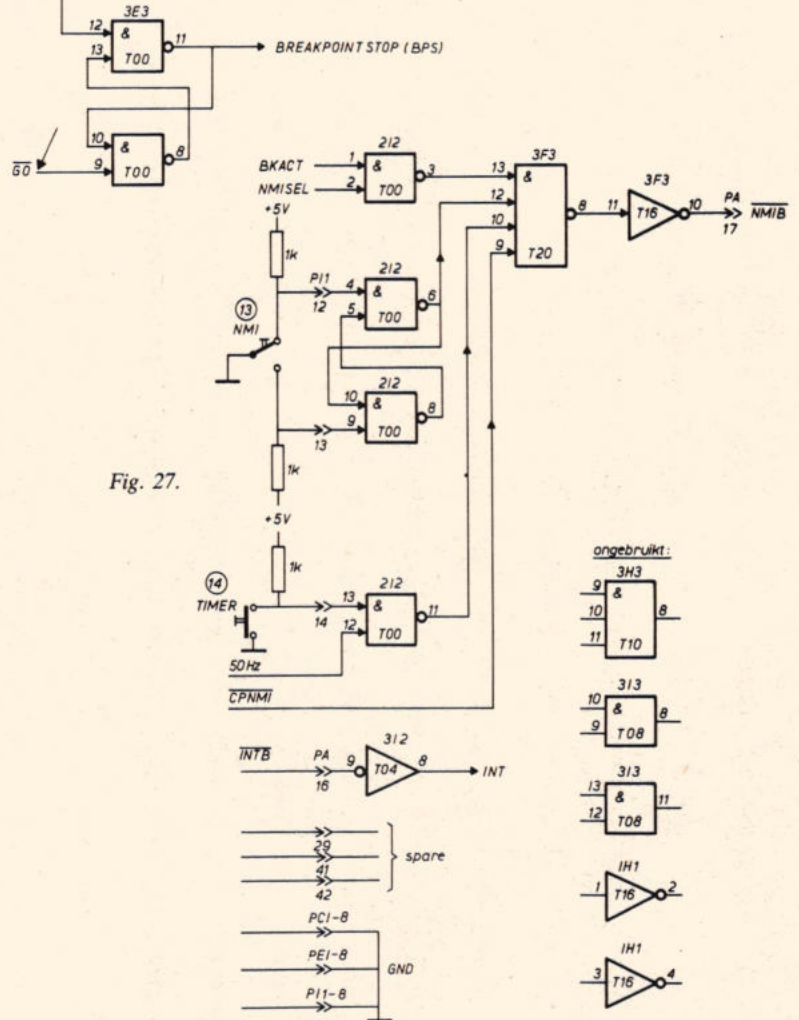 3E3
12 & 11
13 T00
BREAKPOINT STOP (BPS)
10 & 8
9 T00
GO
2I2
BKACT 1 & 3
NMISEL 2 T00
+5V
1k
13
NMI
PI1
12
2I2
4 & 6
5 T00
2I2
10 & 8
9 T00
13
1k
+5V
1k
14
TIMER
14
2I2
13 & 11
12 T00
50Hz
CPNMI
3F3
13 &
12
10
9 T20
8
3F3
11 T16 10
PA
17
NMIB
Fig. 27.
INTB
PA
16
3I2
9 T04 8
INT
29
41
42
spare
PC1-8
PE1-8
PI1-8
GND
ongebruikt:
3H3
9 &
10 8
11 T10
3I3
10 & 8
9 T08
3I3
13 & 11
12 T08
1H1
1 T16 2
1H1
3 T16 4